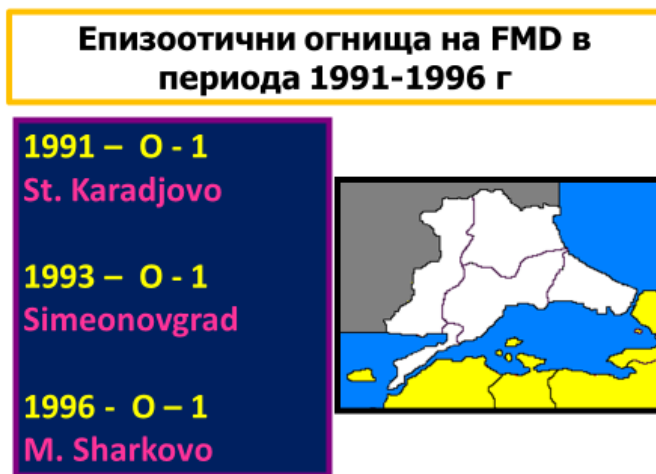 Епизоотични огнища на FMD в
периода 1991-1996 г
1991 – O - 1
St. Karadjovo
1993 – O - 1
Simeonovgrad
1996 - O – 1
M. Sharkovo